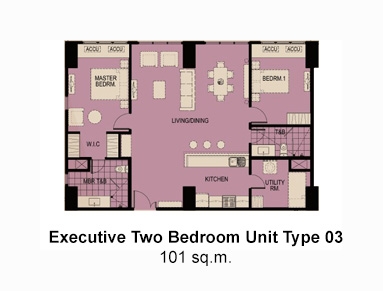 ACCU ACCU
ACCU ACCU
MASTER
BEDRM.
BEDRM.1
LIVING/DINING
W.I.C
T&B
MBR T&B
KITCHEN
UTILITY
RM.
Executive Two Bedroom Unit Type 03
101 sq.m.